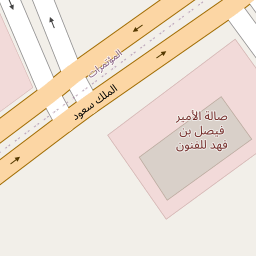 المؤتمرات
الملك سعود
صالة الأمير
فيصل بن
فهد للفنون